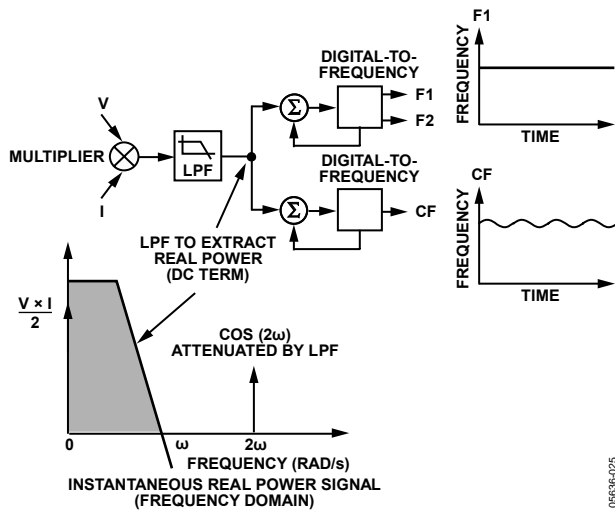 F1
DIGITAL-TO-
FREQUENCY
F1
F2
FREQUENCY
TIME
V
MULTIPLIER
I
LPF
Σ
DIGITAL-TO-
FREQUENCY
Σ
CF
CF
FREQUENCY
TIME
LPF TO EXTRACT
REAL POWER
(DC TERM)
V × I
2
COS (2ω)
ATTENUATED BY LPF
0
ω
2ω
FREQUENCY (RAD/s)
INSTANTANEOUS REAL POWER SIGNAL
(FREQUENCY DOMAIN)
05636-025